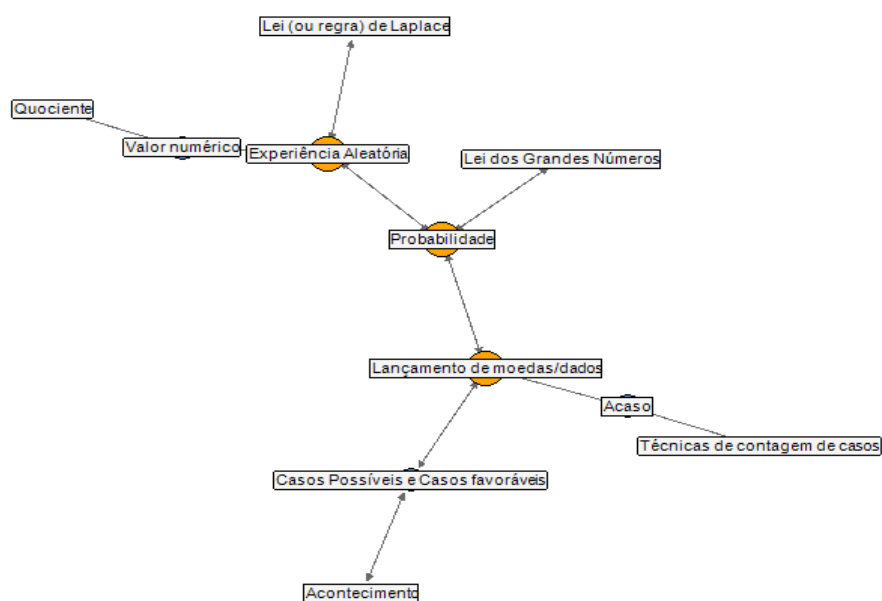 Lei (ou regra) de Laplace
Quociente
Valor numérico
Experiência Aleatória
Lei dos Grandes Números
Probabilidade
Lançamento de moedas/dados
Acaso
Técnicas de contagem de casos
Casos Possíveis e Casos favoráveis
Acontecimento